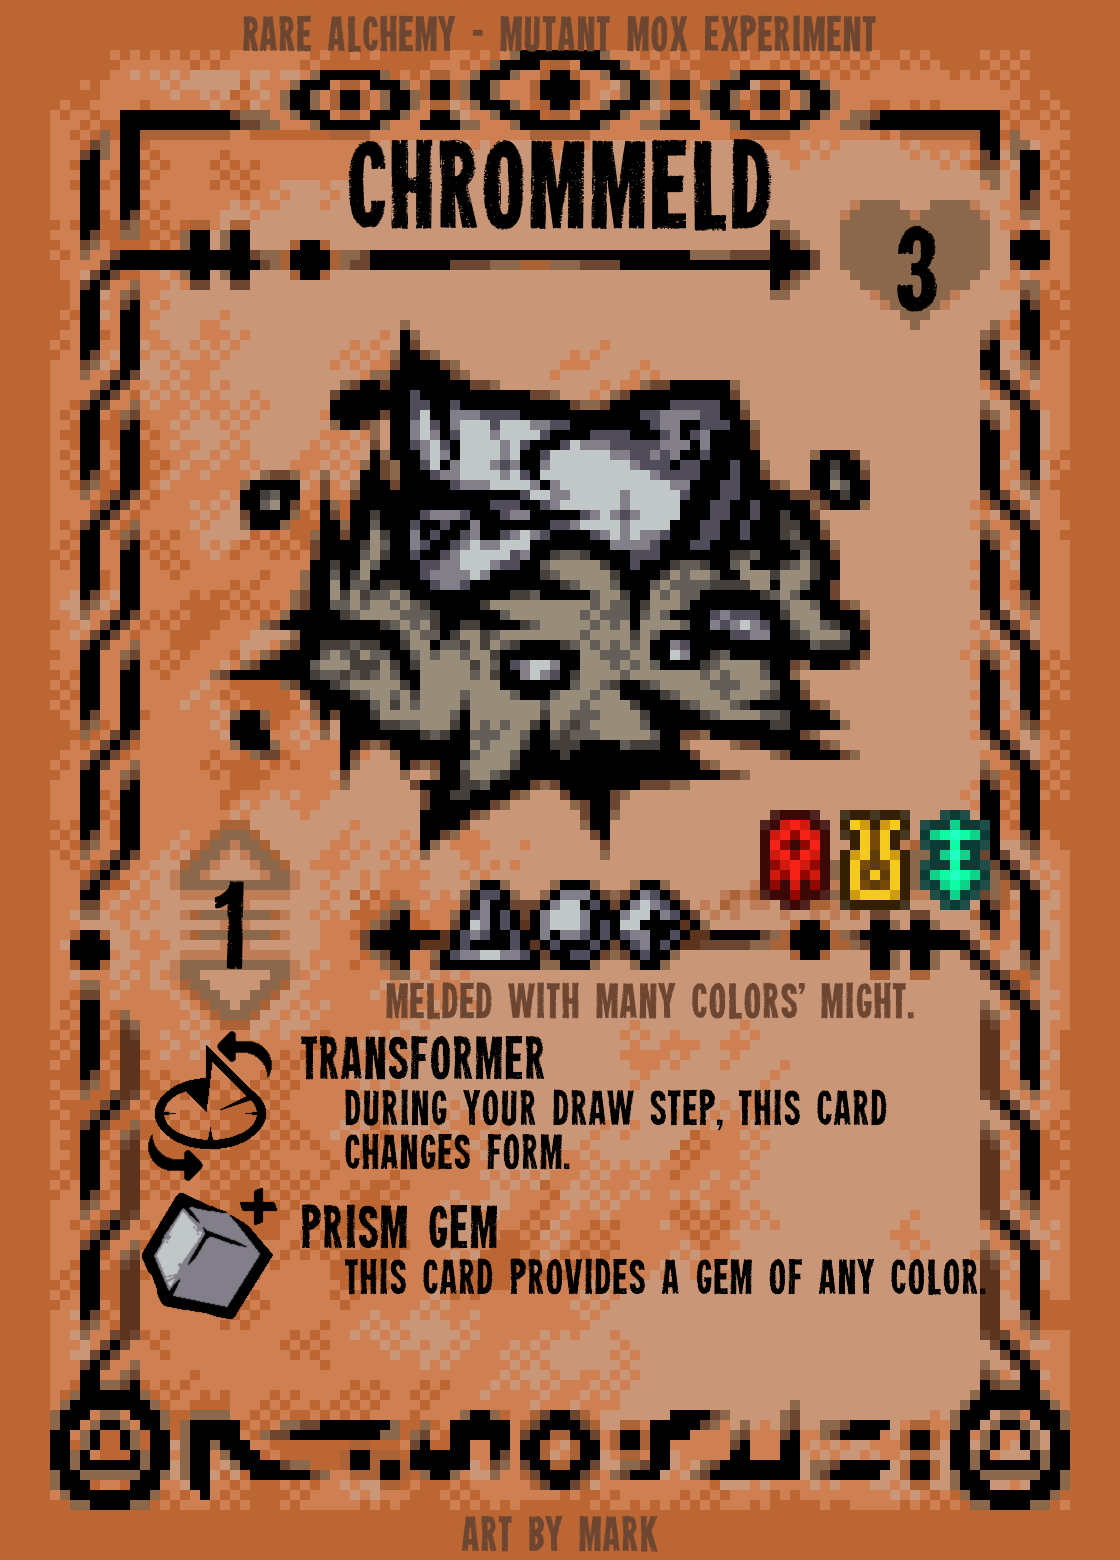 RARE ALCHEMY - MUTANT MOX EXPERIMENT
CHROMMELD
3
1
MELDED WITH MANY COLORS' MIGHT.
TRANSFORMER
DURING YOUR DRAW STEP, THIS CARD
CHANGES FORM.
PRISM GEM
THIS CARD PROVIDES A GEM OF ANY COLOR.
ART BY MARK